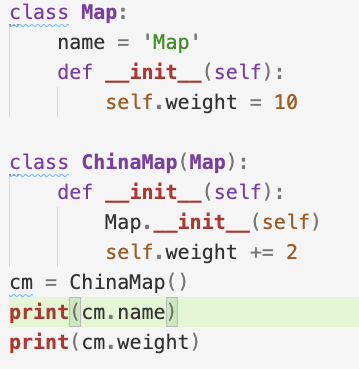 class Map:
    name = 'Map'
    def __init__(self):
        self.weight = 10

class ChinaMap(Map):
    def __init__(self):
        Map.__init__(self)
        self.weight += 2
cm = ChinaMap()
print(cm.name)
print(cm.weight)